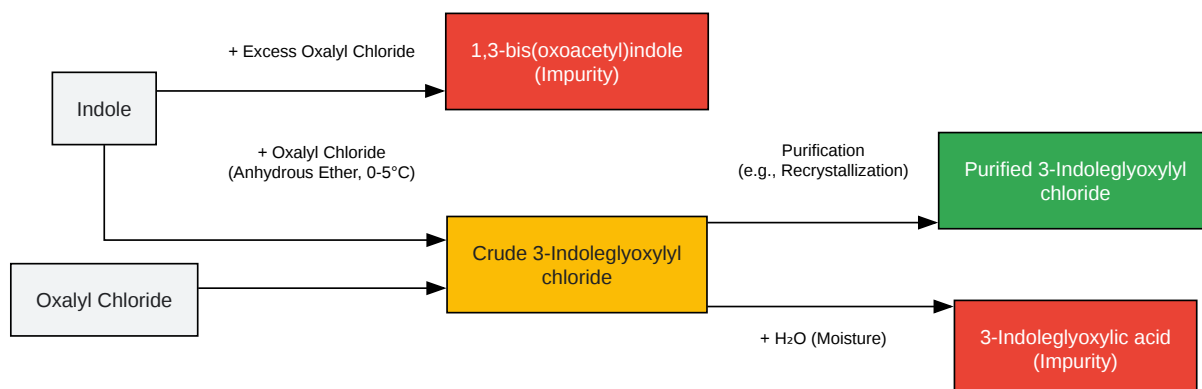 + Excess Oxalyl Chloride
1,3-bis(oxoacetyl)indole
(Impurity)
Indole
+ Oxalyl Chloride
(Anhydrous Ether, 0-5°C)
Purification
(e.g., Recrystallization)
Purified 3-Indoleglyoxylyl
chloride
Crude 3-Indoleglyoxylyl
chloride
Oxalyl Chloride
+ H₂O (Moisture)
3-Indoleglyoxylic acid
(Impurity)